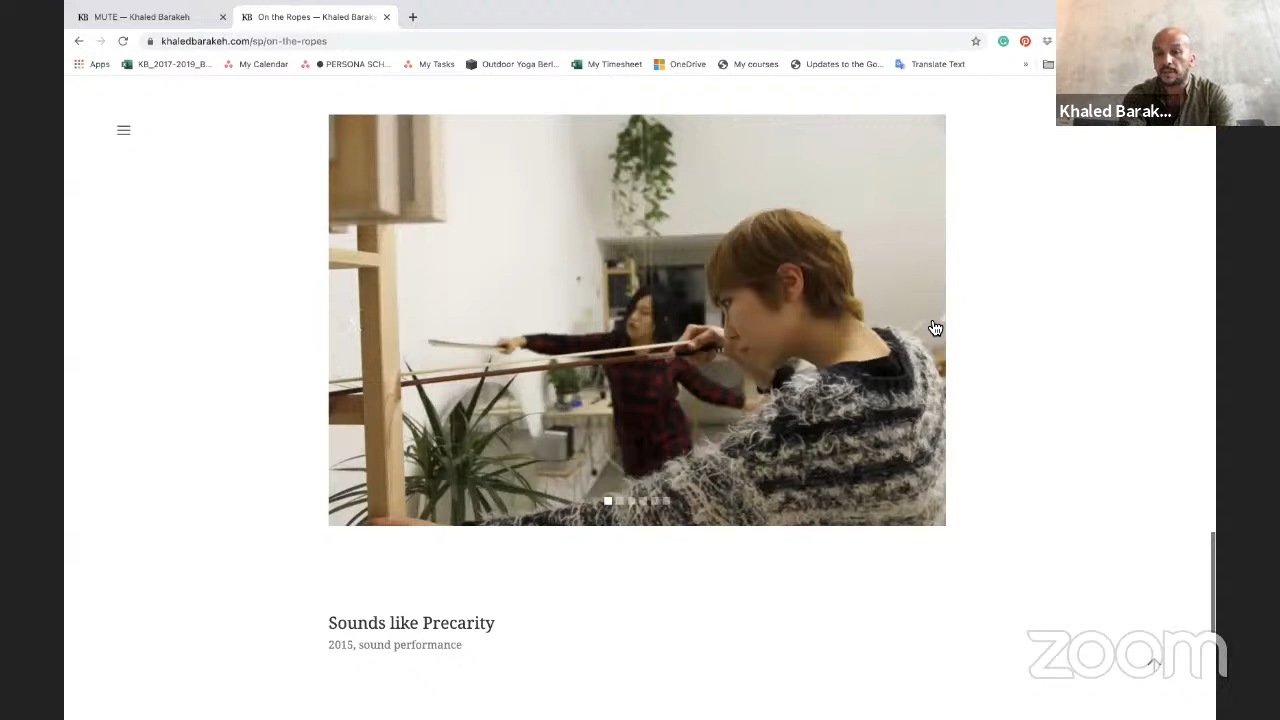 KB MUTE — Khaled Barakeh
KB On the Ropes — Khaled Barak
khaledbarakeh.com/sp/on-the-ropes
Apps KB_2017-2019_B... My Calendar PERSONA SCH... My Tasks Outdoor Yoga Berl... My Timesheet OneDrive My courses Updates to the Go... Translate Text »
Khaled Barak...
Sounds like Precarity
2015, sound performance
zoom